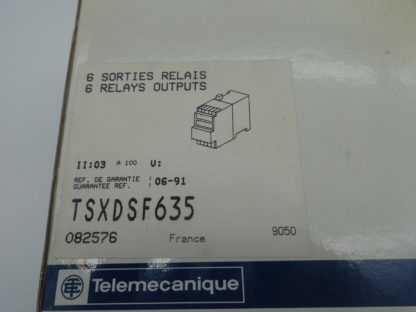 6 SORTIES RELAIS
6 RELAYS OUTPUTS
II:03 A 100 V:
REF. DE GARANTIE : 06-91
GUARANTEE REF. :
TSXDSF635
082576 France 9050
Telemecanique